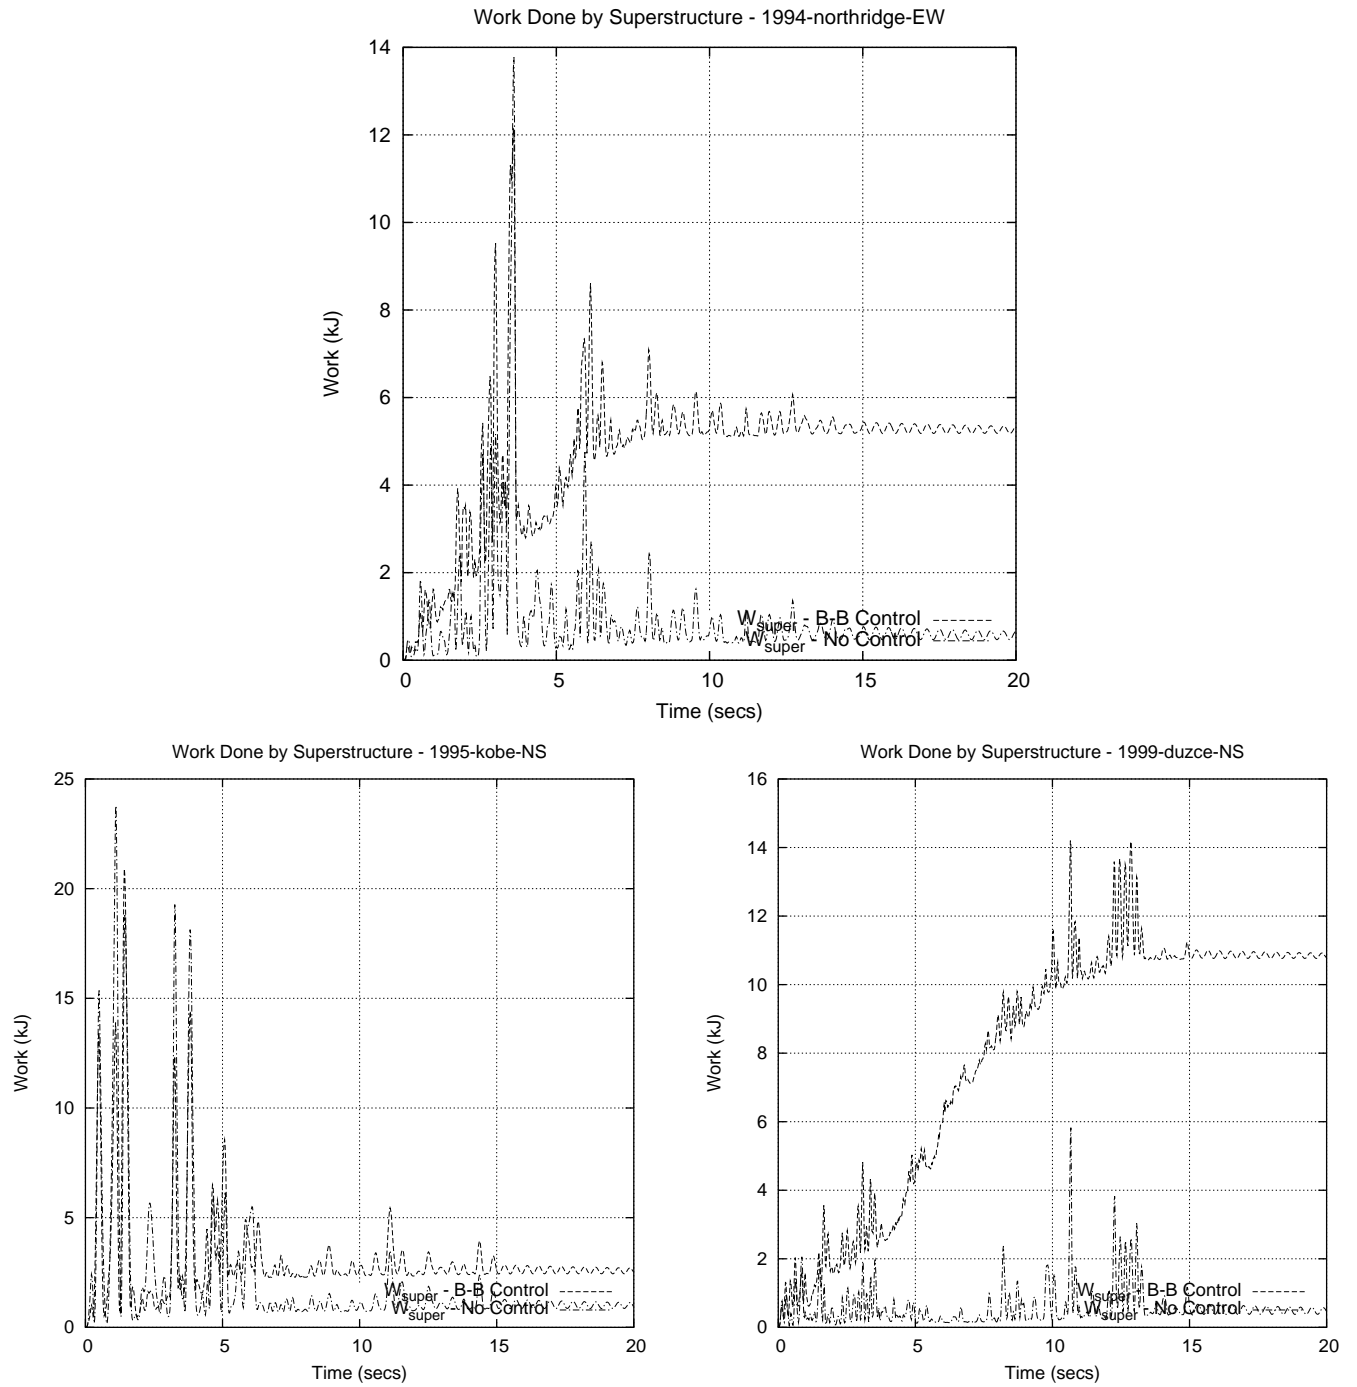 Work Done by Superstructure - 1994-northridge-EW
14
12
10
8
6
4
2
0
Work (kJ)
W_super - B-B Control
W_super - No Control
0 5 10 15 20
Time (secs)
Work Done by Superstructure - 1995-kobe-NS
25
20
15
10
5
0
Work (kJ)
W_super - B-B Control
W_super - No Control
0 5 10 15 20
Time (secs)
Work Done by Superstructure - 1999-duzce-NS
16
14
12
10
8
6
4
2
0
Work (kJ)
W_super - B-B Control
W_super - No Control
0 5 10 15 20
Time (secs)